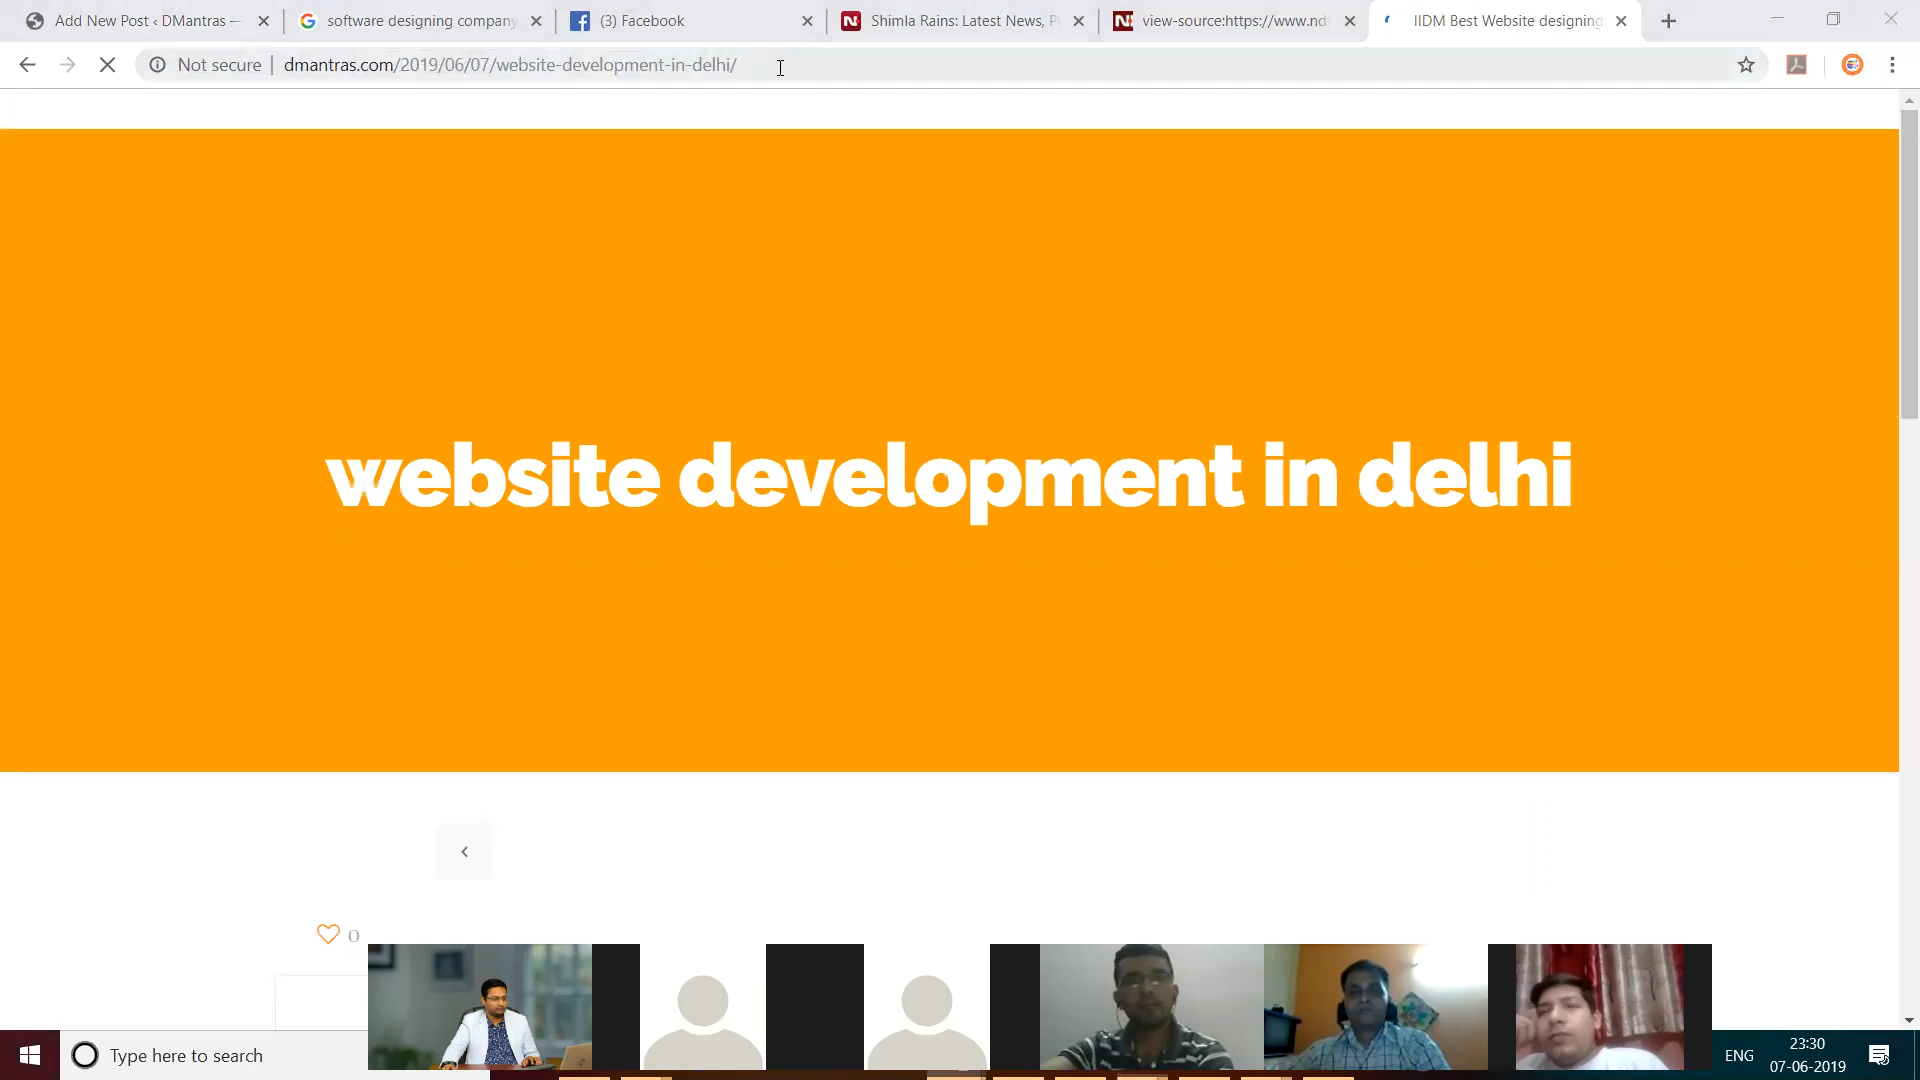 Add New Post ‹ DMantras —
software designing company
(3) Facebook
Shimla Rains: Latest News, P
view-source:https://www.nd
IIDM Best Website designing
Not secure
dmantras.com/2019/06/07/website-development-in-delhi/
website development in delhi
0
Type here to search
ENG
23:30
07-06-2019